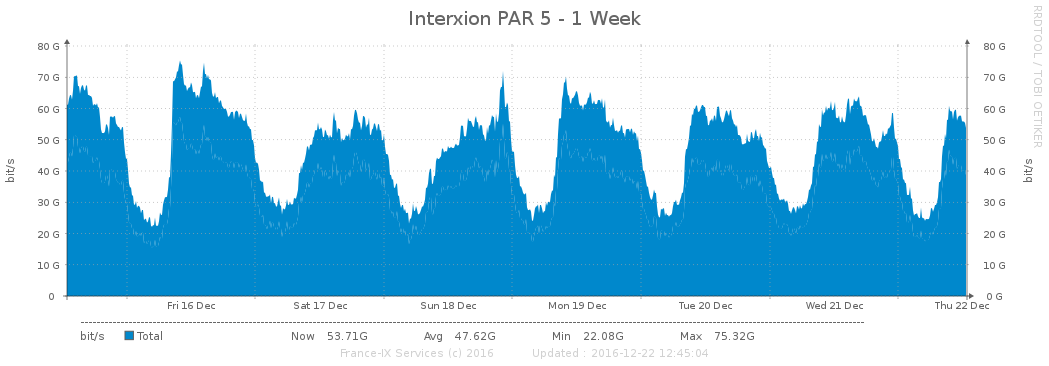 Interxion PAR 5 - 1 Week
RRDTOOL / TOBI OETIKER
80 G 80 G
70 G 70 G
60 G 60 G
50 G 50 G
40 G 40 G
30 G 30 G
20 G 20 G
10 G 10 G
0 0 G
bit/s bit/s
Fri 16 Dec Sat 17 Dec Sun 18 Dec Mon 19 Dec Tue 20 Dec Wed 21 Dec Thu 22 Dec
bit/s Total Now 53.71G Avg 47.62G Min 22.08G Max 75.32G
France-IX Services (c) 2016 Updated : 2016-12-22 12:45:04